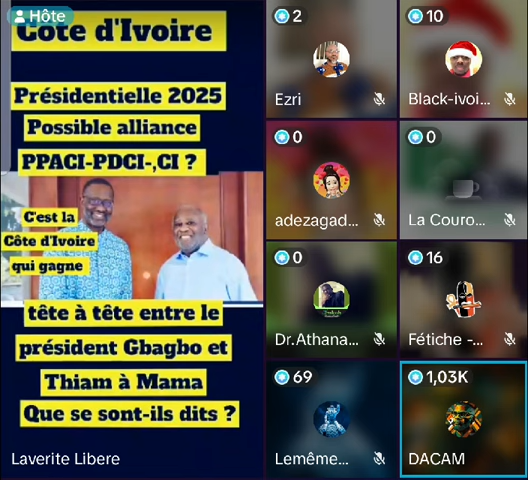 Hôte
Côte d'Ivoire
Présidentielle 2025
Possible alliance
PPACI-PDCI-,CI ?
C'est la
Côte d'Ivoire
qui gagne
tête à tête entre le
président Gbagbo et
Thiam à Mama
Que se sont-ils dits ?
Laverite Libere
2
Ezri
10
Black-ivoi...
0
adezagad...
0
La Couro...
0
Dr.Athana...
16
Fétiche -...
69
Lemême...
1,03K
DACAM